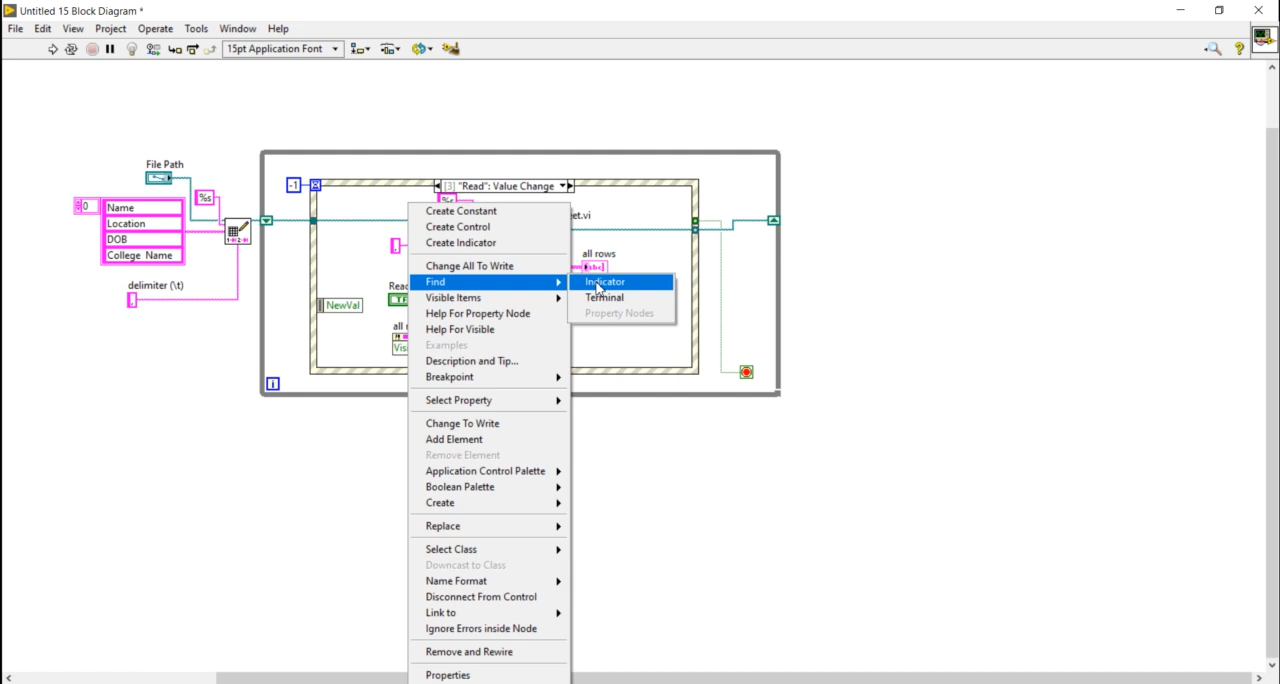 Untitled 15 Block Diagram *
File Edit View Project Operate Tools Window Help
15pt Application Font
File Path
%s
0
Name
Location
DOB
College Name
delimiter (\t)
-1
[3] "Read": Value Change
all rows
abc
NewVal
TF
i
Create Constant
Create Control
Create Indicator
Change All To Write
Find
Visible Items
Help For Property Node
Help For Visible
Examples
Description and Tip...
Breakpoint
Select Property
Change To Write
Add Element
Remove Element
Application Control Palette
Boolean Palette
Create
Replace
Select Class
Downcast to Class
Name Format
Disconnect From Control
Link to
Ignore Errors inside Node
Remove and Rewire
Properties
Indicator
Terminal
Property Nodes